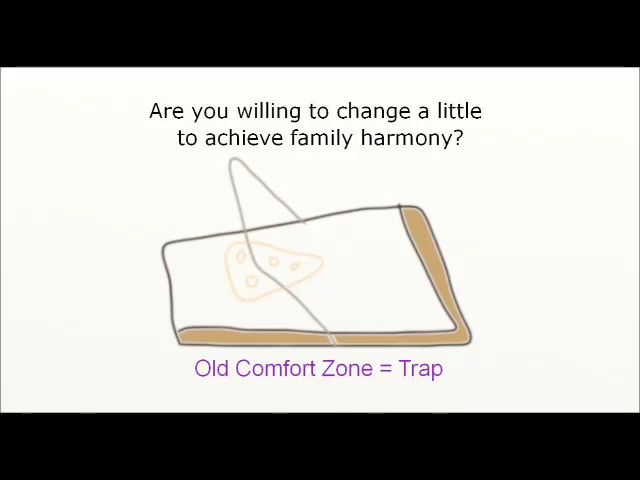 Are you willing to change a little
to achieve family harmony?
Old Comfort Zone = Trap